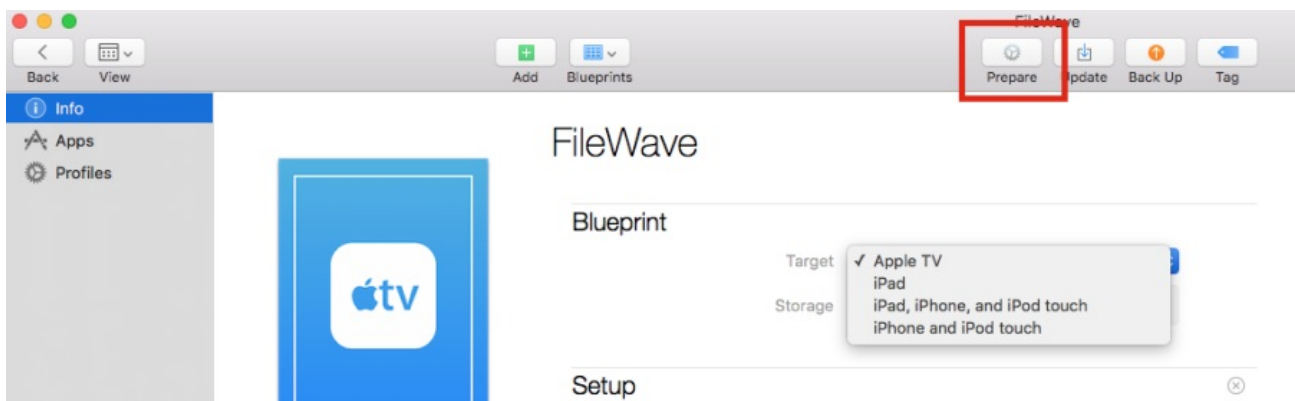 FileWave
Back View Add Blueprints Prepare Update Back Up Tag
Info
Apps
Profiles
FileWave
Blueprint
Target ✓ Apple TV
iPad
Storage iPad, iPhone, and iPod touch
iPhone and iPod touch
tv
Setup